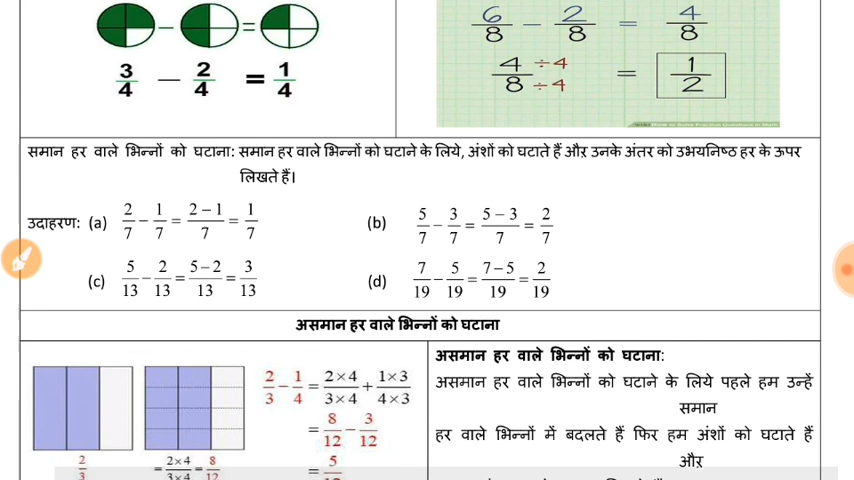 3/4 − 2/4 = 1/4
6/8 − 2/8 = 4/8
4/8 ÷4 ÷4 = 1/2
समान हर वाले भिन्नों को घटाना: समान हर वाले भिन्नों को घटाने के लिये, अंशों को घटाते हैं और उनके अंतर को उभयनिष्ठ हर के ऊपर
लिखते हैं।
उदाहरण: (a) 2/7 − 1/7 = 2−1/7 = 1/7 (b) 5/7 − 3/7 = 5−3/7 = 2/7
(c) 5/13 − 2/13 = 5−2/13 = 3/13 (d) 7/19 − 5/19 = 7−5/19 = 2/19
असमान हर वाले भिन्नों को घटाना
2/3 − 1/4 = 2×4/3×4 + 1×3/4×3
= 8/12 − 3/12
= 5
2/3 = 2×4/3×4 = 8/12
असमान हर वाले भिन्नों को घटाना:
असमान हर वाले भिन्नों को घटाने के लिये पहले हम उन्हें
समान
हर वाले भिन्नों में बदलते हैं फिर हम अंशों को घटाते हैं
और